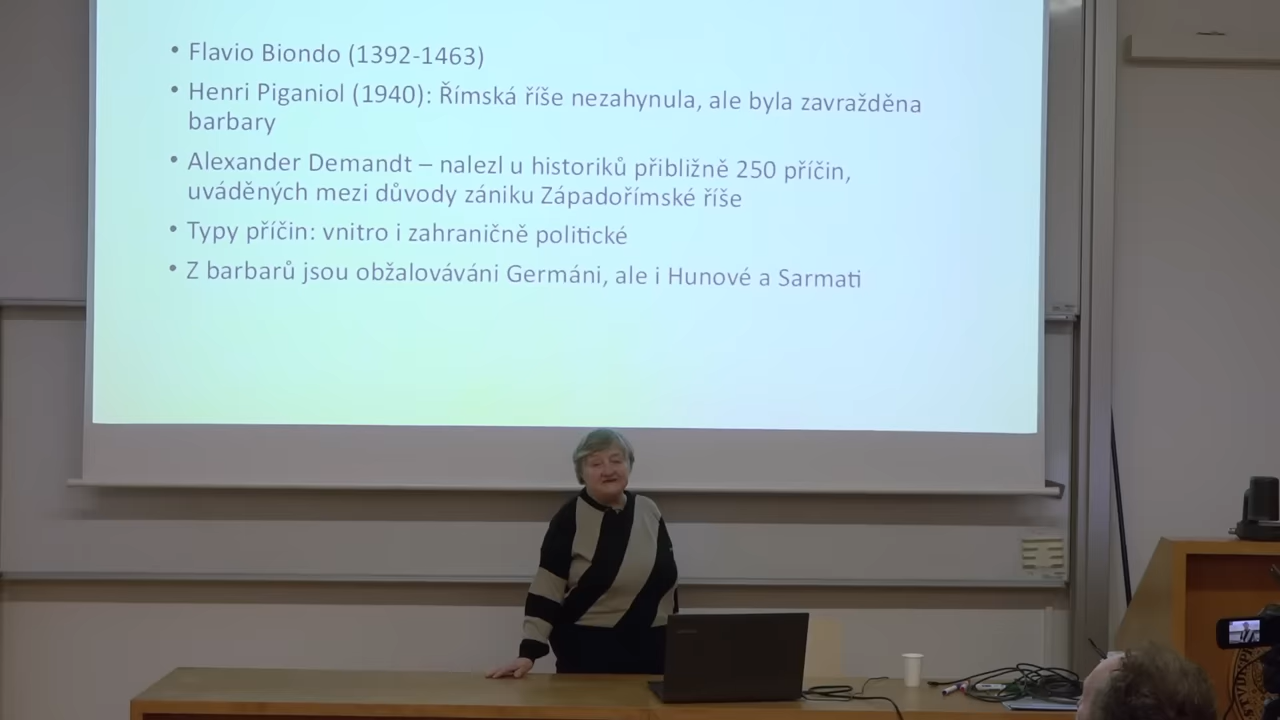 • Flavio Biondo (1392-1463)
• Henri Piganiol (1940): Římská říše nezahynula, ale byla zavražděna
barbary
• Alexander Demandt – nalezl u historiků přibližně 250 příčin,
uváděných mezi důvody zániku Západořímské říše
• Typy příčin: vnitro i zahraničně politické
• Z barbarů jsou obžalováváni Germáni, ale i Hunové a Sarmati